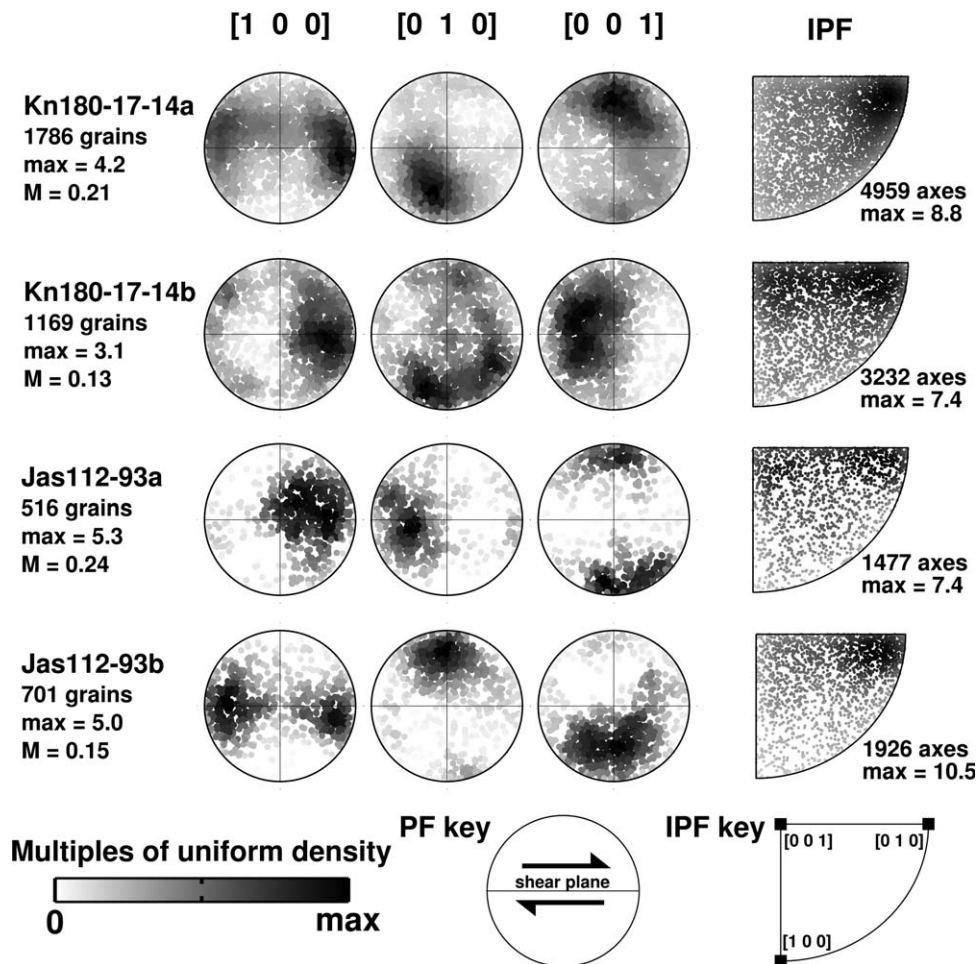 [1 0 0] [0 1 0] [0 0 1] IPF
Kn180-17-14a
1786 grains
max = 4.2
M = 0.21
4959 axes
max = 8.8
Kn180-17-14b
1169 grains
max = 3.1
M = 0.13
3232 axes
max = 7.4
Jas112-93a
516 grains
max = 5.3
M = 0.24
1477 axes
max = 7.4
Jas112-93b
701 grains
max = 5.0
M = 0.15
1926 axes
max = 10.5
Multiples of uniform density
0 max
PF key
shear plane
IPF key
[0 0 1] [0 1 0]
[1 0 0]